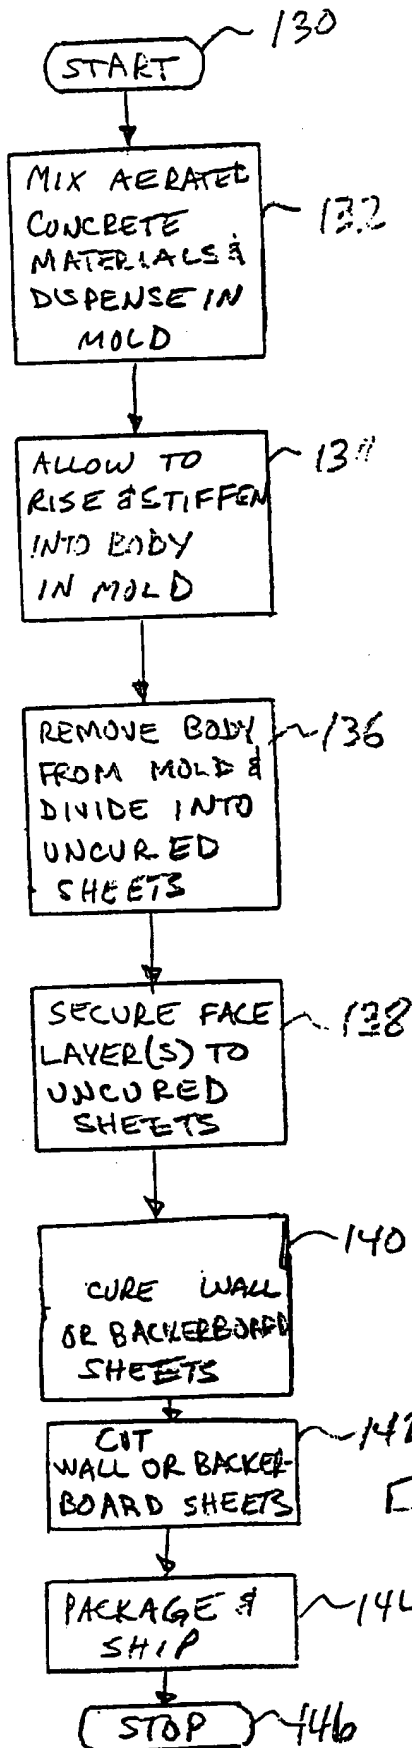 130
START
MIX AERATED
CONCRETE
MATERIALS &
DISPENSE IN
MOLD
132
ALLOW TO
RISE & STIFFEN
INTO BODY
IN MOLD
REMOVE BODY
FROM MOLD &
DIVIDE INTO
UNCURED
SHEETS
136
SECURE FACE
LAYER(S) TO
UNCURED
SHEETS
138
CURE WALL
OR BACKERBOARD
SHEETS
140
CUT
WALL OR BACKER-
BOARD SHEETS
142
PACKAGE &
SHIP
STOP
146